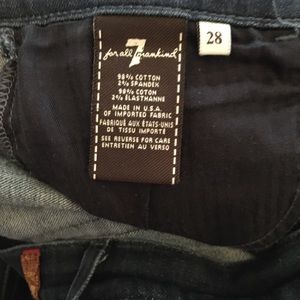 7
for all mankind
28
98% COTTON
2% SPANDEX
98% COTON
2% ELASTHANNE
MADE IN U.S.A.
OF IMPORTED FABRIC
FABRIQUÉ AUX ÉTATS-UNIS
DE TISSU IMPORTÉ
SEE REVERSE FOR CARE
ENTRETIEN AU VERSO